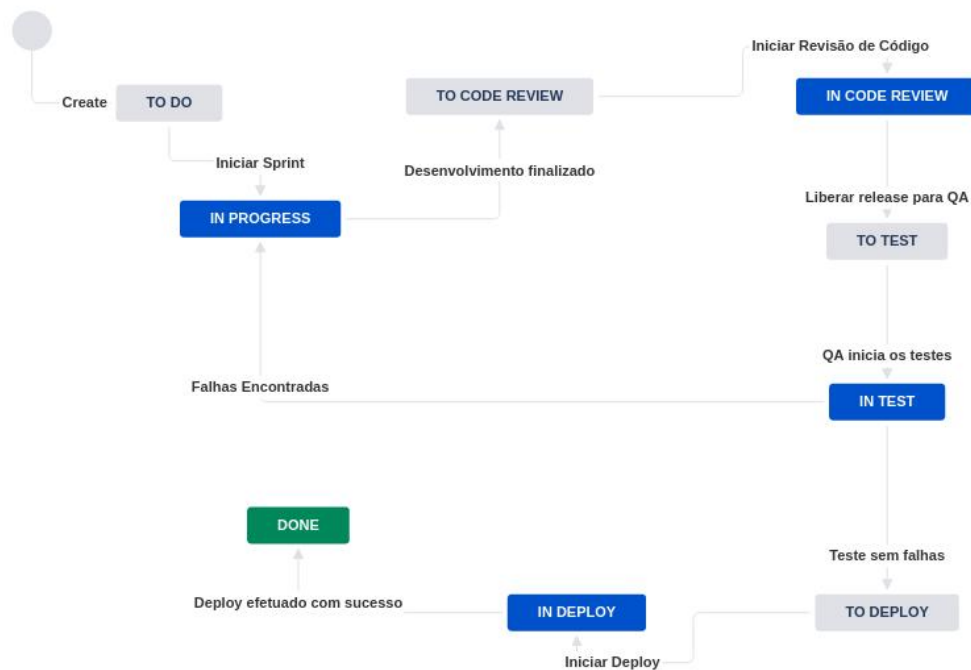 Create
TO DO
Iniciar Sprint
IN PROGRESS
Desenvolvimento finalizado
TO CODE REVIEW
Iniciar Revisão de Código
IN CODE REVIEW
Liberar release para QA
TO TEST
QA inicia os testes
IN TEST
Falhas Encontradas
Teste sem falhas
TO DEPLOY
Iniciar Deploy
IN DEPLOY
Deploy efetuado com sucesso
DONE